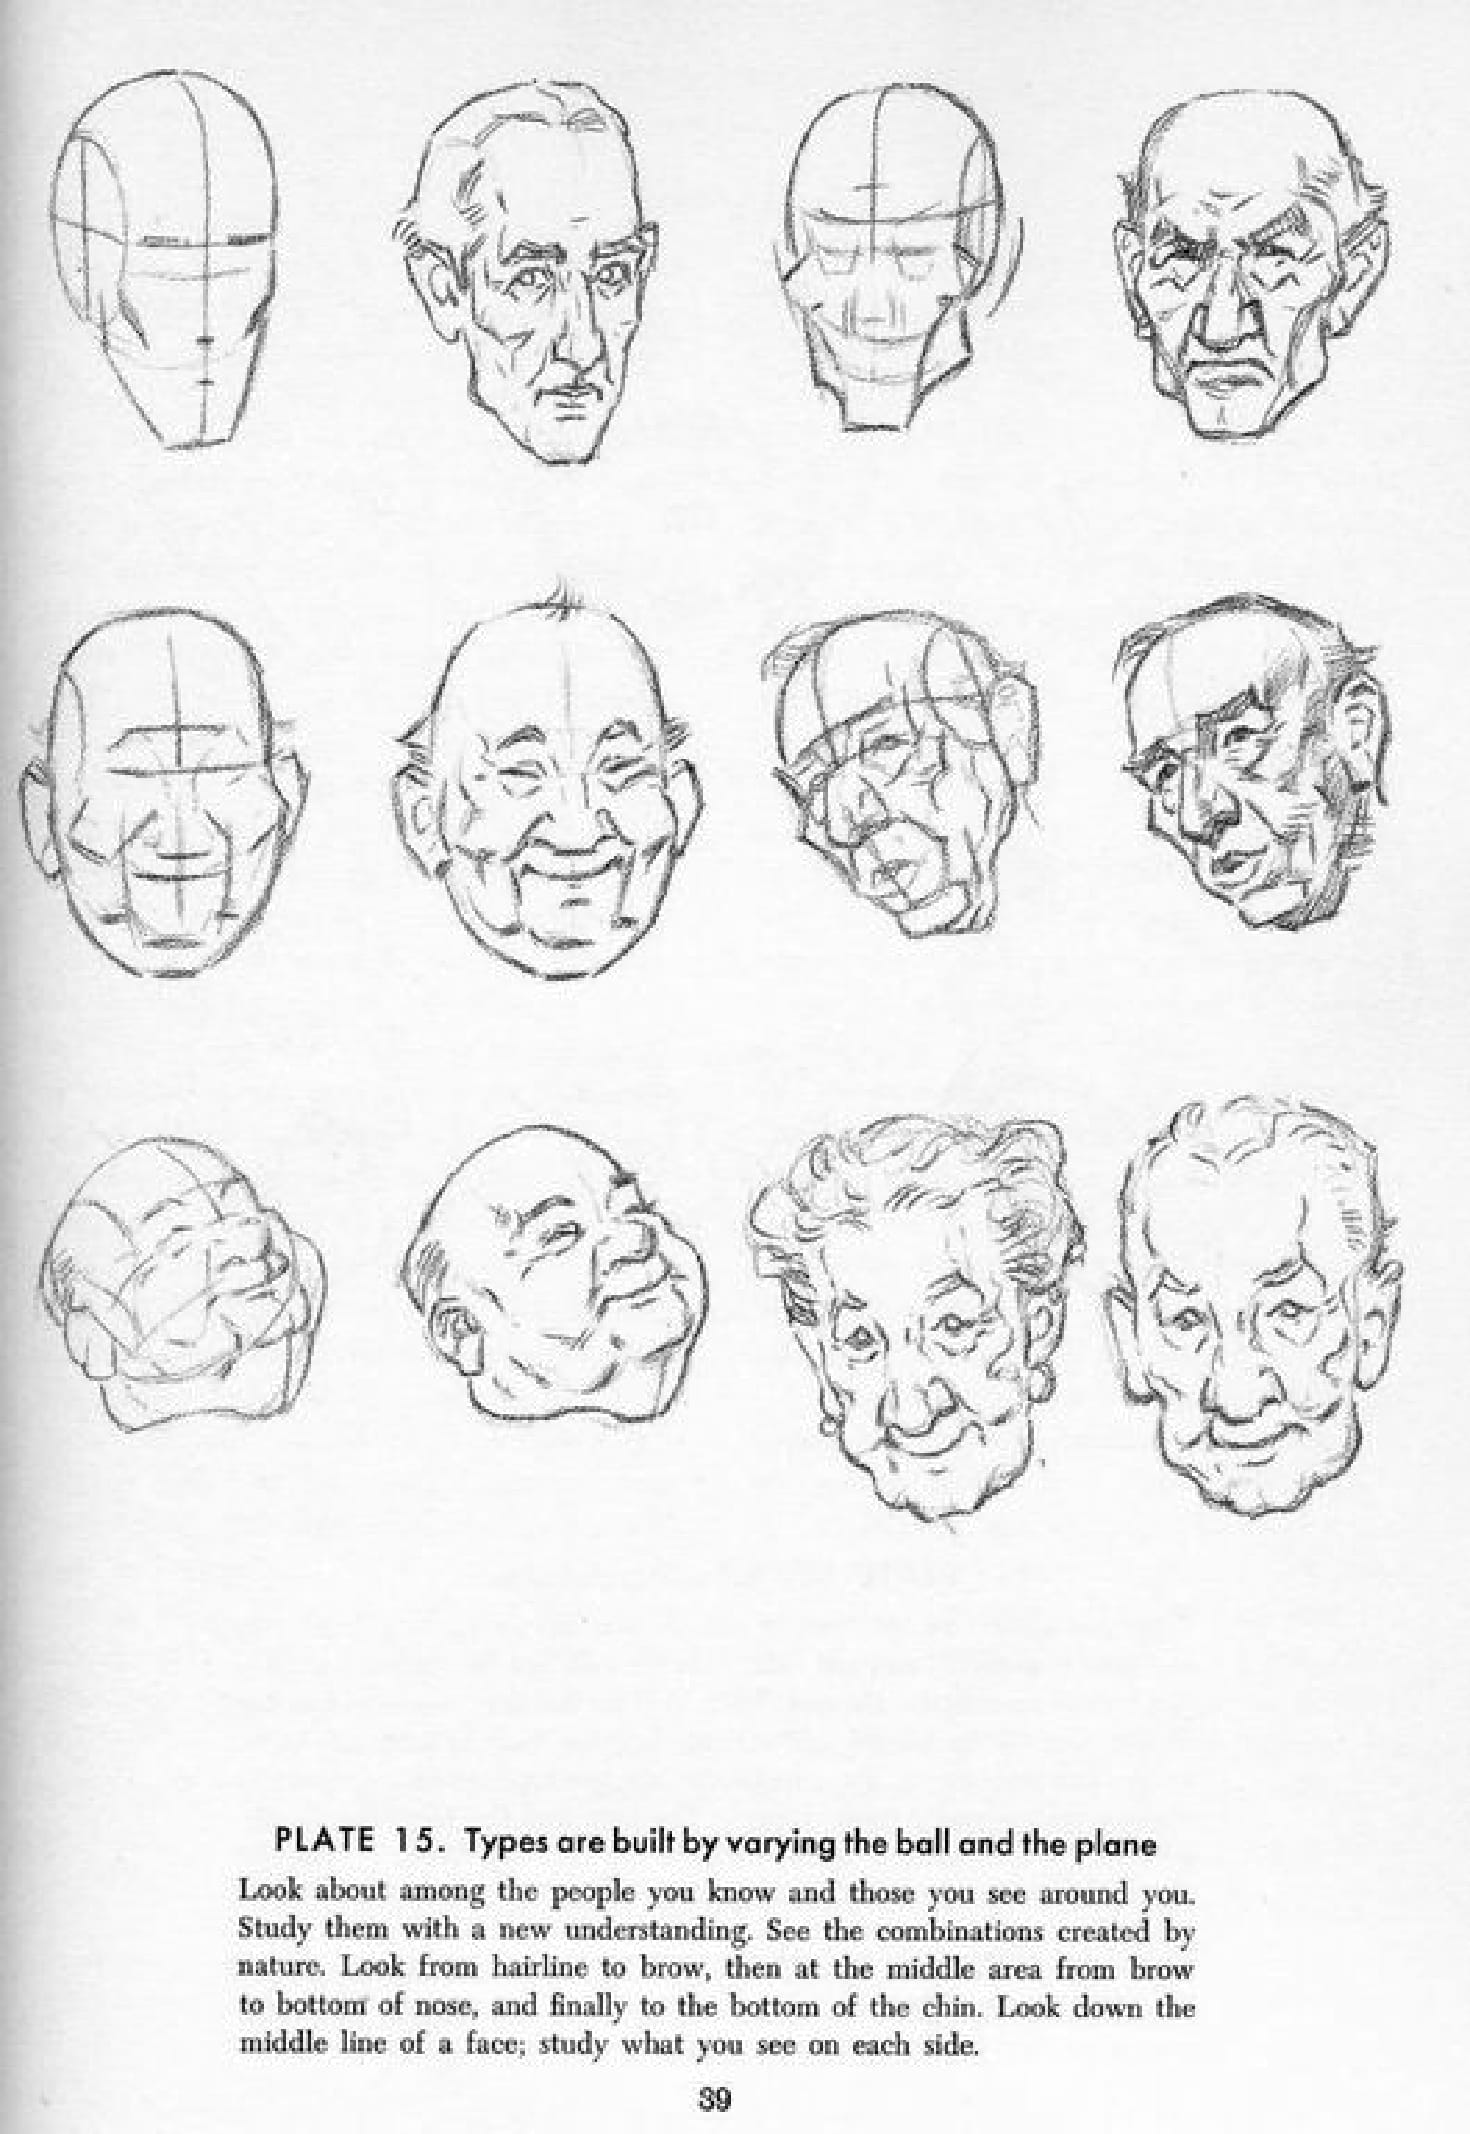 PLATE 15. Types are built by varying the ball and the plane
Look about among the people you know and those you see around you.
Study them with a new understanding. See the combinations created by
nature. Look from hairline to brow, then at the middle area from brow
to bottom of nose, and finally to the bottom of the chin. Look down the
middle line of a face; study what you see on each side.
39